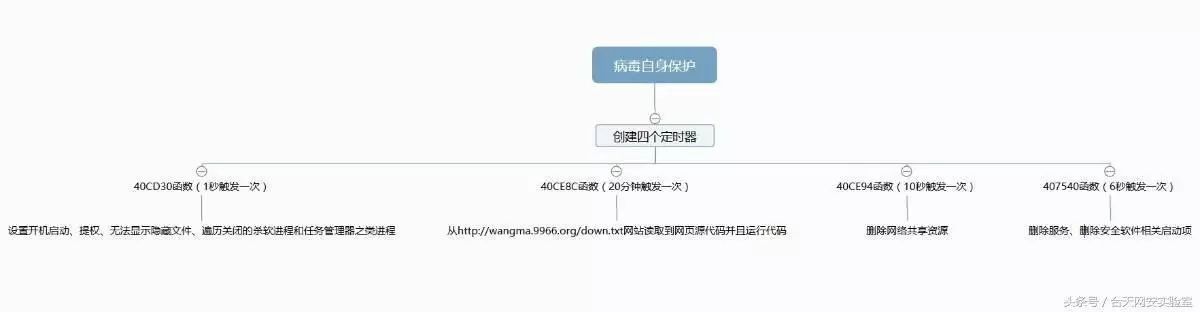 病毒自身保护
创建四个定时器
40CD30函数（1秒触发一次）
40CE8C函数（20分钟触发一次）
40CE94函数（10秒触发一次）
407540函数（6秒触发一次）
设置开机启动、提权、无法显示隐藏文件、遍历关闭的杀软进程和任务管理器之类进程
从http://wangma.9966.org/down.txt网站读取到网页源代码并且运行代码
删除网络共享资源
删除服务、删除安全软件相关启动项
头条号／合天网安实验室